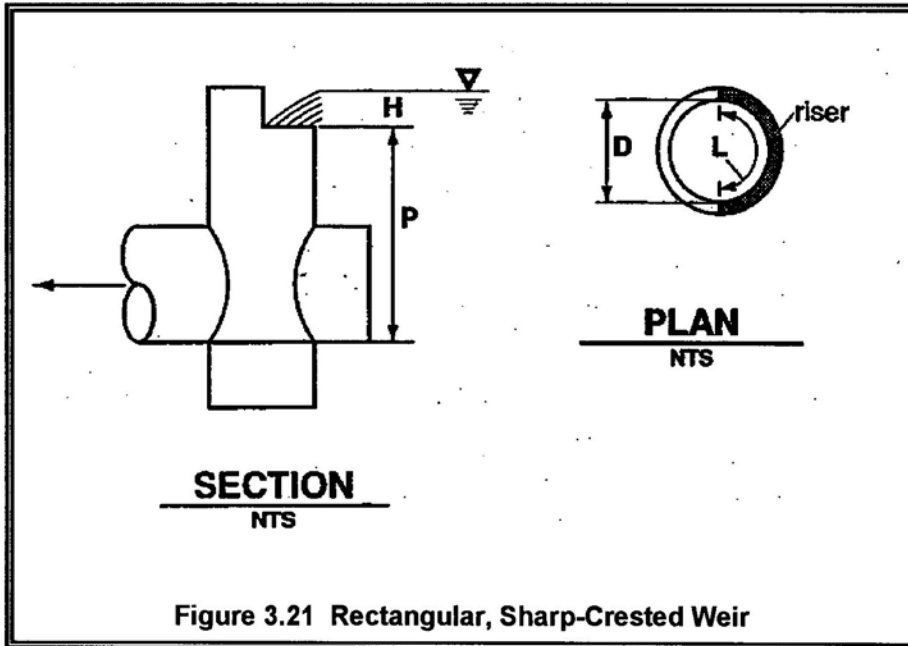 H
P
SECTION
NTS
D
L
riser
PLAN
NTS
Figure 3.21 Rectangular, Sharp-Crested Weir